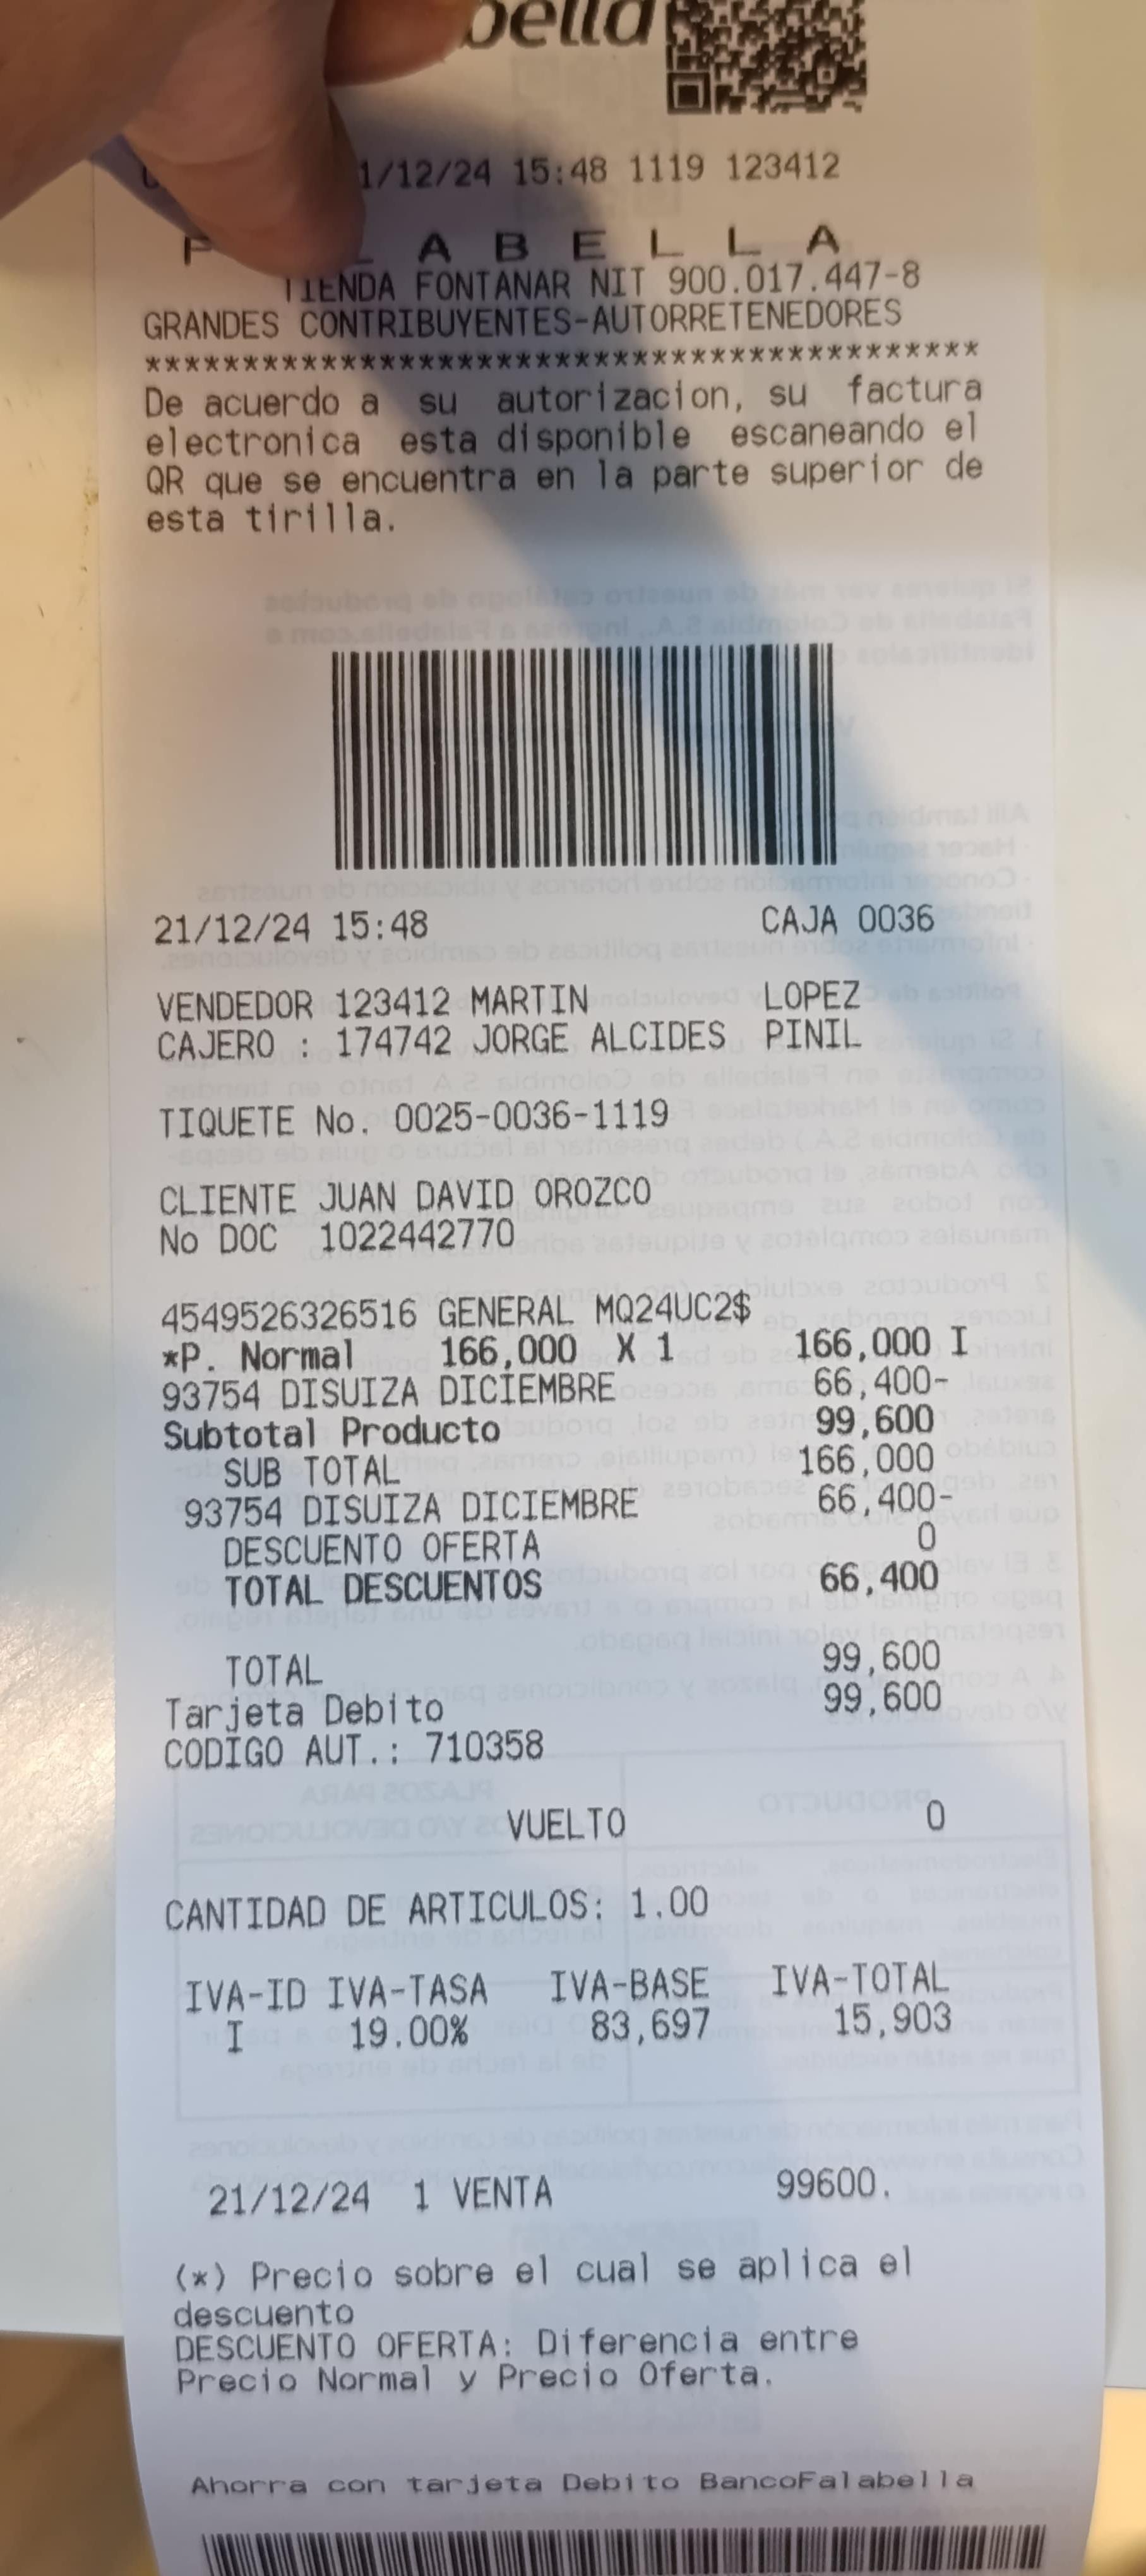 1/12/24 15:48 1119 123412
F LABELLA
TIENDA FONTANAR NIT 900.017.447-8
GRANDES CONTRIBUYENTES-AUTORRETENEDORES
*******************************************
De acuerdo a su autorizacion, su factura
electronica esta disponible escaneando el
QR que se encuentra en la parte superior de
esta tirilla.
21/12/24 15:48 CAJA 0036
VENDEDOR 123412 MARTIN LOPEZ
CAJERO : 174742 JORGE ALCIDES PINIL
TIQUETE No. 0025-0036-1119
CLIENTE JUAN DAVID OROZCO
No DOC 1022442770
4549526326516 GENERAL MQ24UC2$
*P. Normal 166,000 X 1 166,000 I
93754 DISUIZA DICIEMBRE 66,400-
Subtotal Producto 99,600
SUB TOTAL 166,000
93754 DISUIZA DICIEMBRE 66,400-
DESCUENTO OFERTA 0
TOTAL DESCUENTOS 66,400
TOTAL 99,600
Tarjeta Debito 99,600
CODIGO AUT.: 710358
VUELTO 0
CANTIDAD DE ARTICULOS: 1.00
IVA-ID IVA-TASA IVA-BASE IVA-TOTAL
I 19.00% 83,697 15,903
21/12/24 1 VENTA 99600.
(*) Precio sobre el cual se aplica el
descuento
DESCUENTO OFERTA: Diferencia entre
Precio Normal y Precio Oferta.
Ahorra con tarjeta Debito BancoFalabella